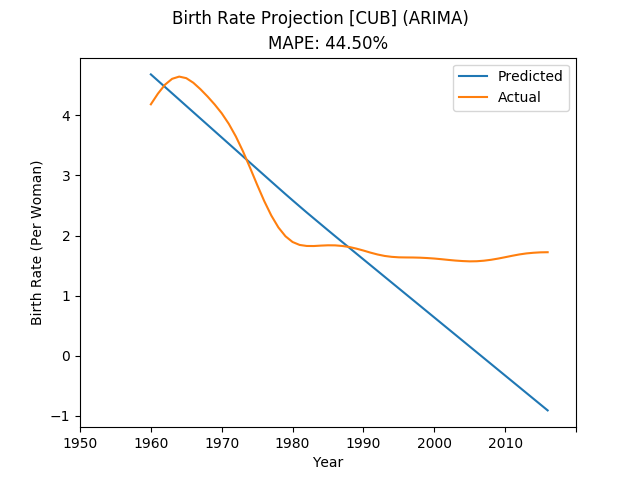 Birth Rate Projection [CUB] (ARIMA)
MAPE: 44.50%
Predicted
Actual
Birth Rate (Per Woman)
4
3
2
1
0
−1
1950 1960 1970 1980 1990 2000 2010
Year